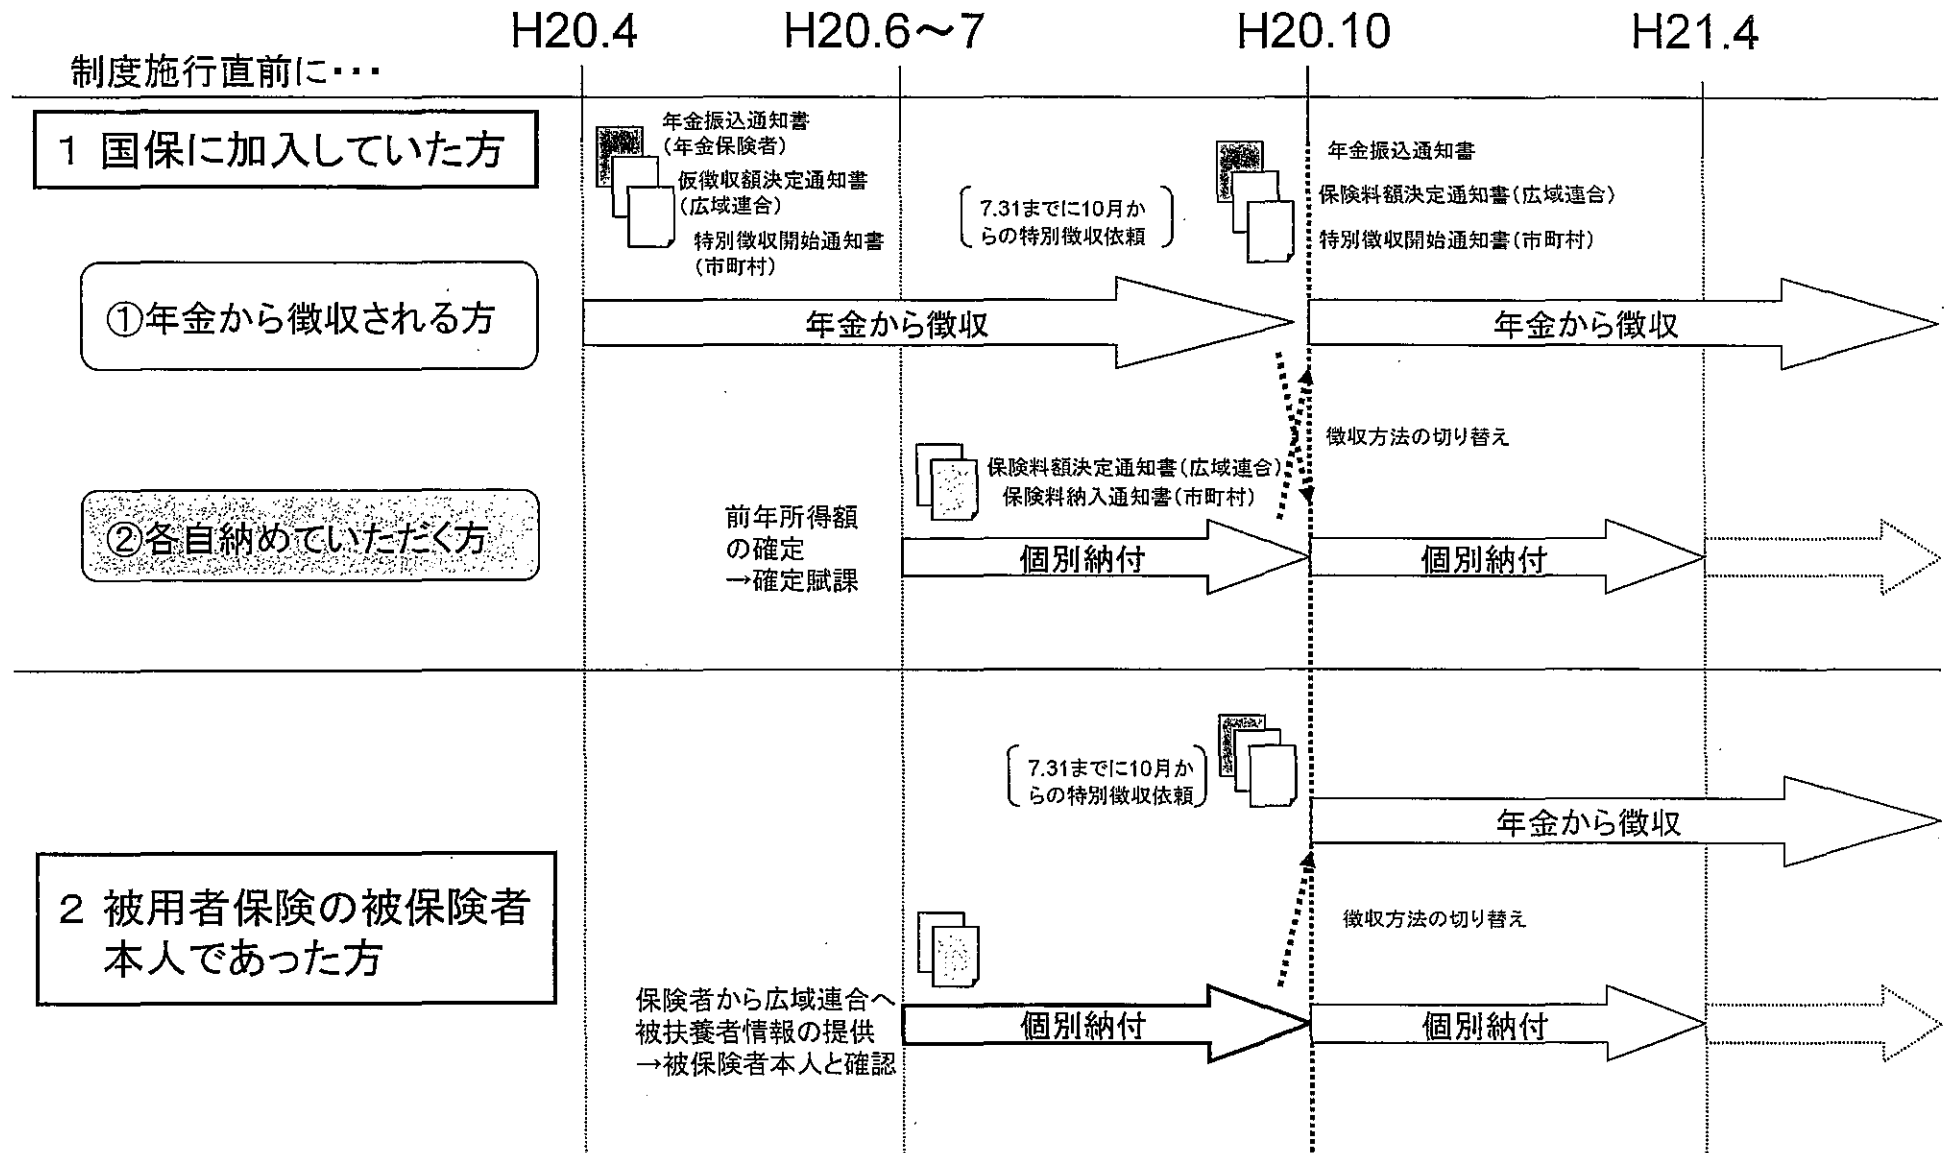 H20.4
H20.6～7
H20.10
H21.4
制度施行直前に・・・
1 国保に加入していた方
年金振込通知書
(年金保険者)
仮徴収額決定通知書
(広域連合)
特別徴収開始通知書
(市町村)
7.31までに10月か
らの特別徴収依頼
年金振込通知書
保険料額決定通知書(広域連合)
特別徴収開始通知書(市町村)
①年金から徴収される方
年金から徴収
年金から徴収
徴収方法の切り替え
保険料額決定通知書(広域連合)
保険料納入通知書(市町村)
②各自納めていただく方
前年所得額
の確定
→確定賦課
個別納付
個別納付
7.31までに10月か
らの特別徴収依頼
年金から徴収
2 被用者保険の被保険者
本人であった方
徴収方法の切り替え
保険者から広域連合へ
被扶養者情報の提供
→被保険者本人と確認
個別納付
個別納付